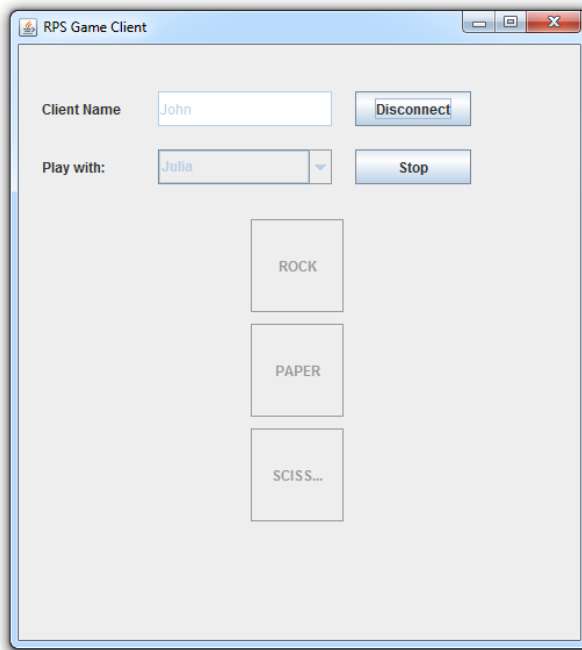 RPS Game Client
Client Name John Disconnect
Play with: Julia Stop
ROCK
PAPER
SCISS...